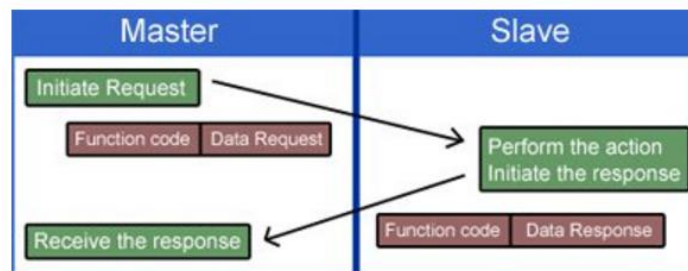 Master
Slave
Initiate Request
Function code
Data Request
Perform the action
Initiate the response
Receive the response
Function code
Data Response